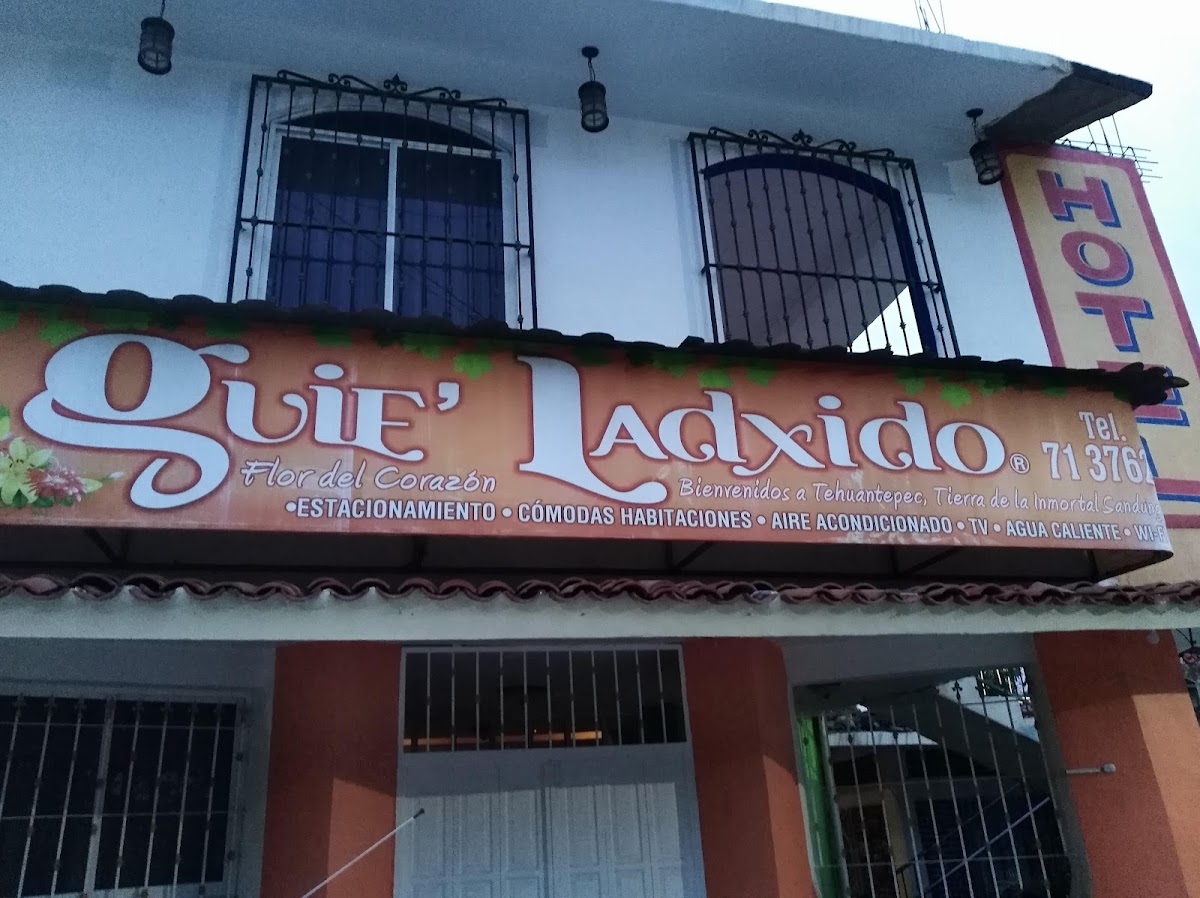 HOTEL
guiE' LadxidO®
Flor del Corazón
Tel.
71 3762
Bienvenidos a Tehuantepec, Tierra de la Inmortal
•ESTACIONAMIENTO • CÓMODAS HABITACIONES • AIRE ACONDICIONADO • TV • AGUA CALIENTE •